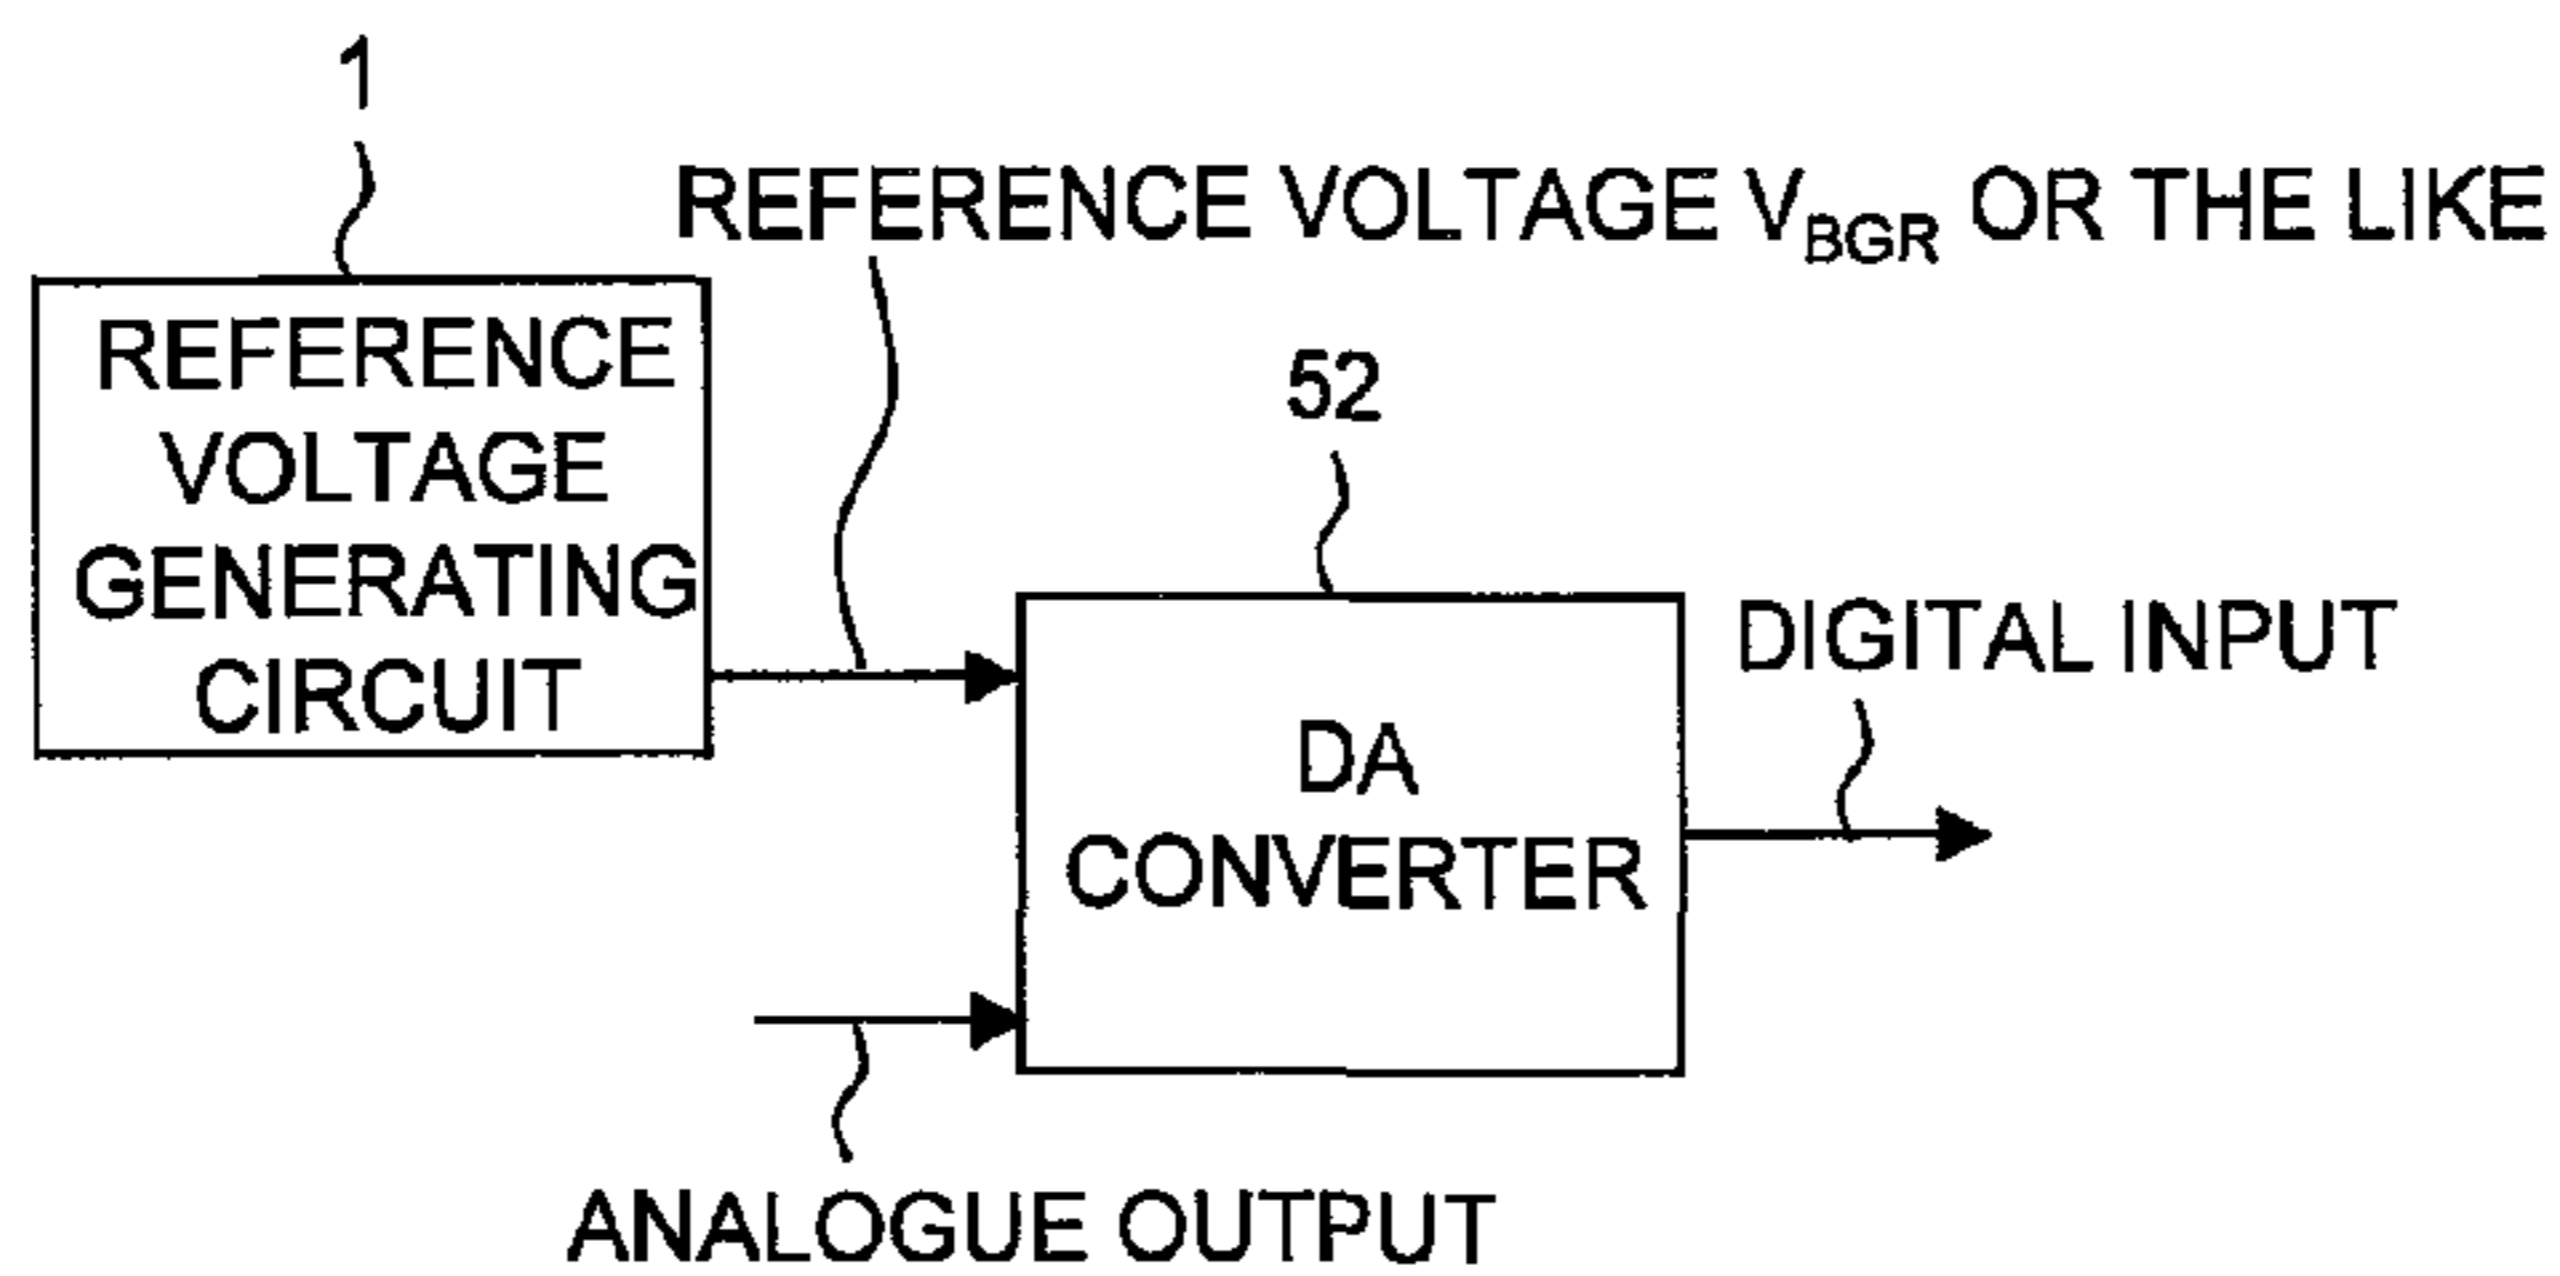 1
REFERENCE VOLTAGE VBGR OR THE LIKE
REFERENCE
VOLTAGE
GENERATING
CIRCUIT
52
DIGITAL INPUT
DA
CONVERTER
ANALOGUE OUTPUT